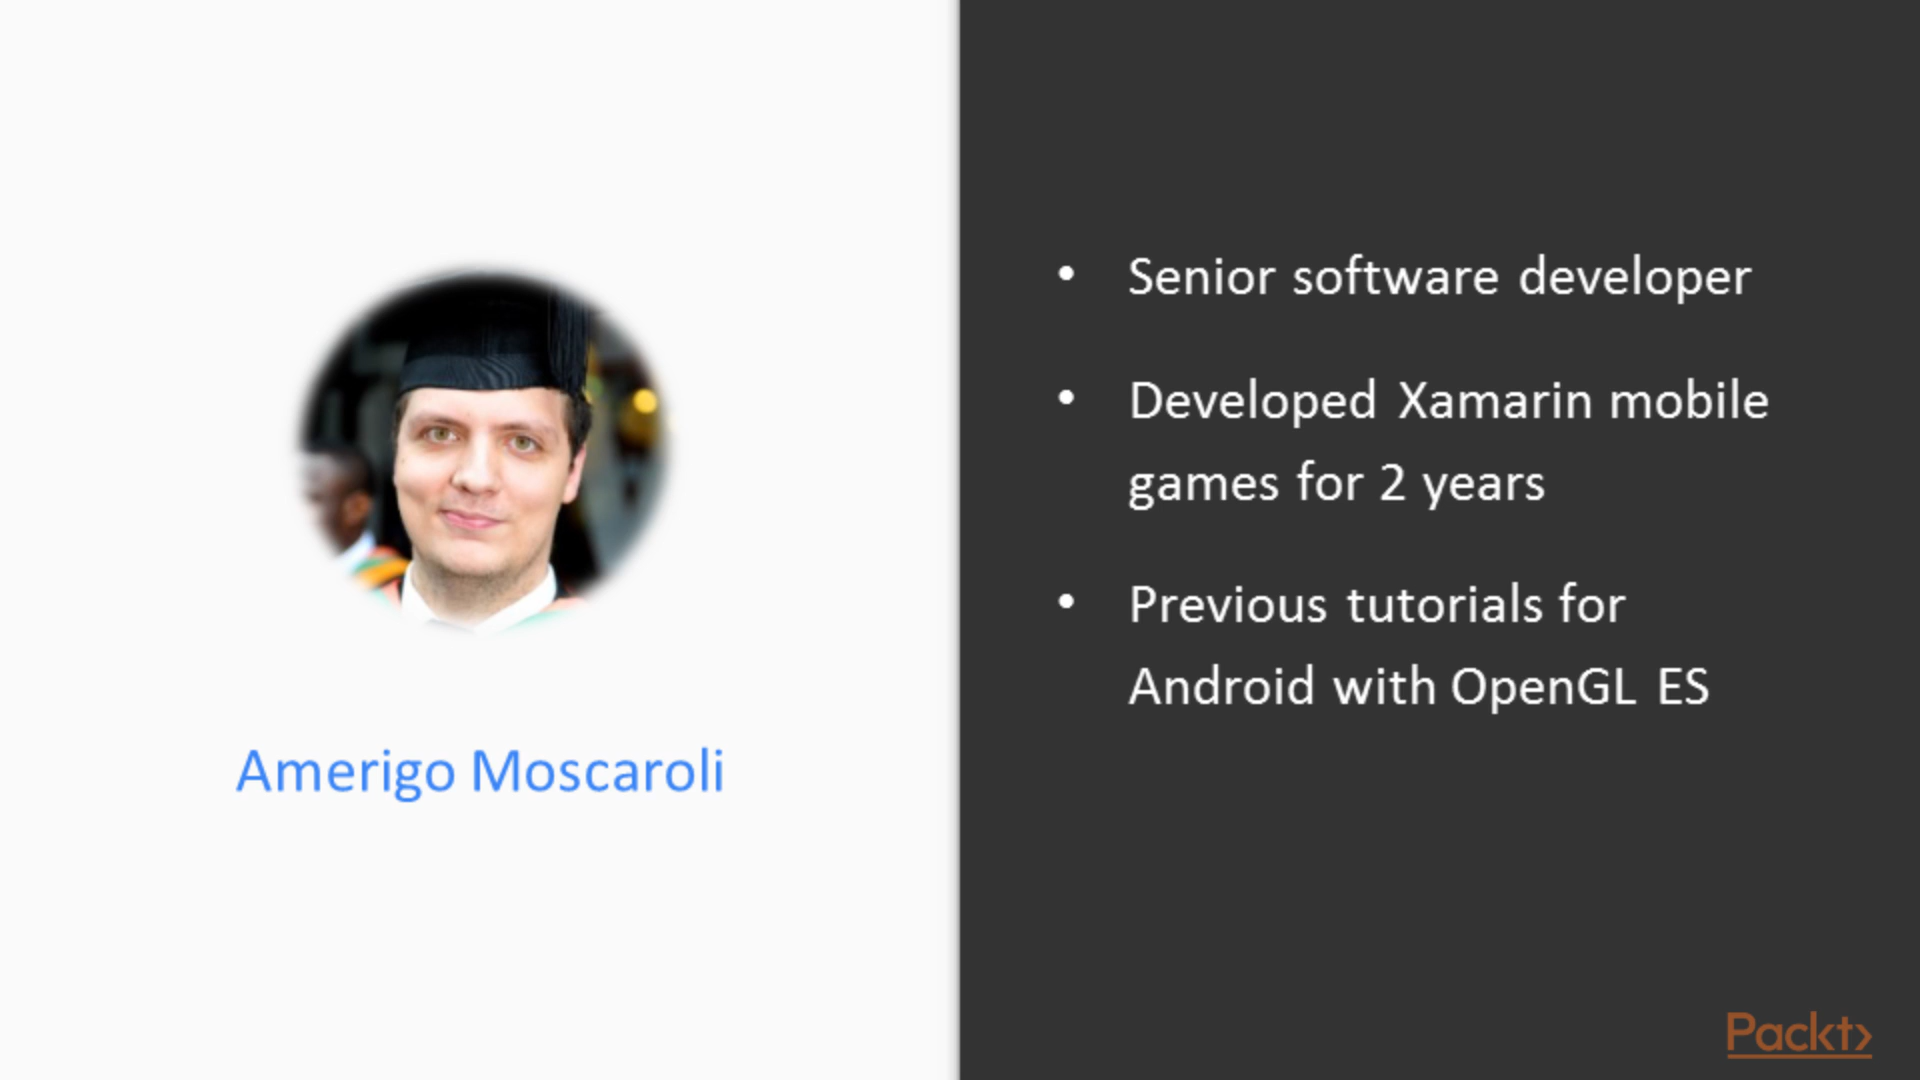 Amerigo Moscaroli
• Senior software developer
• Developed Xamarin mobile
games for 2 years
• Previous tutorials for
Android with OpenGL ES
Packt>